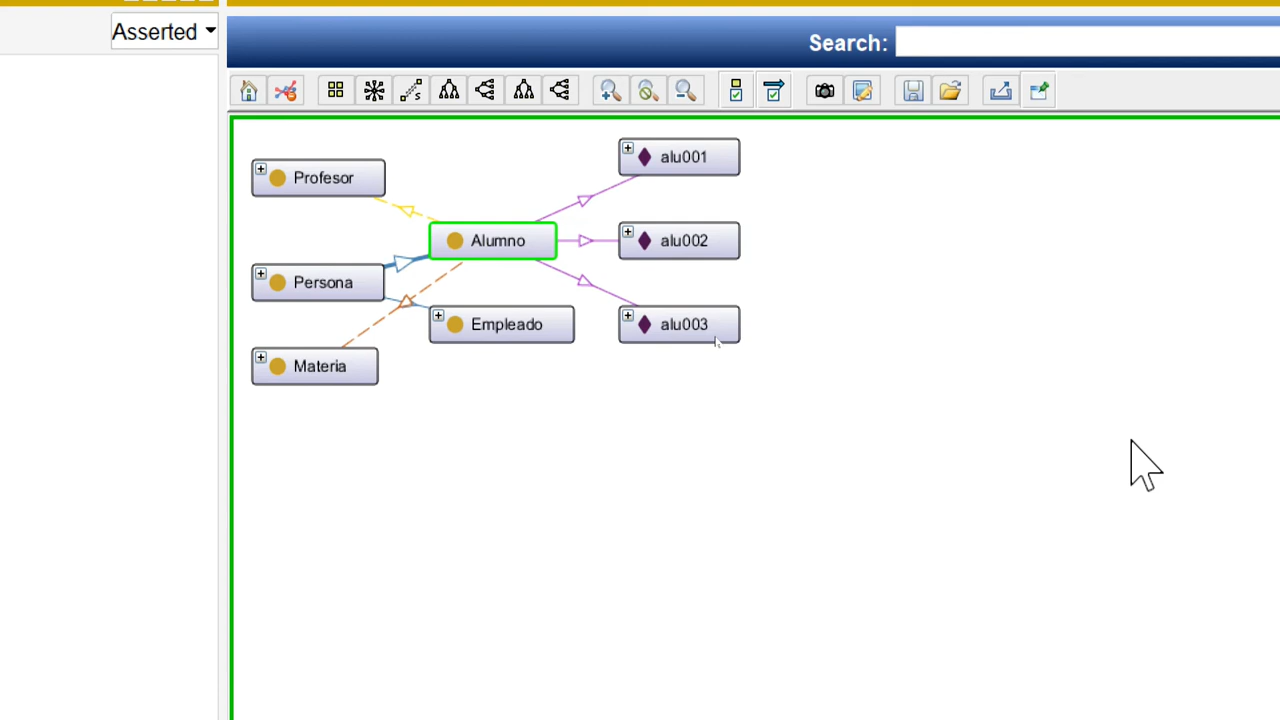 Asserted
Search:
Profesor
Persona
Materia
Alumno
Empleado
alu001
alu002
alu003